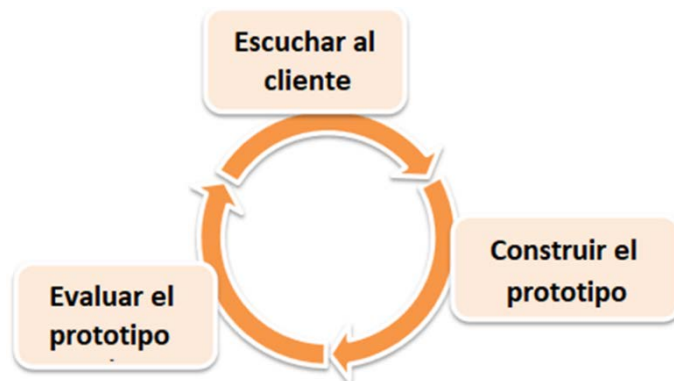 Escuchar al
cliente
Construir el
prototipo
Evaluar el
prototipo